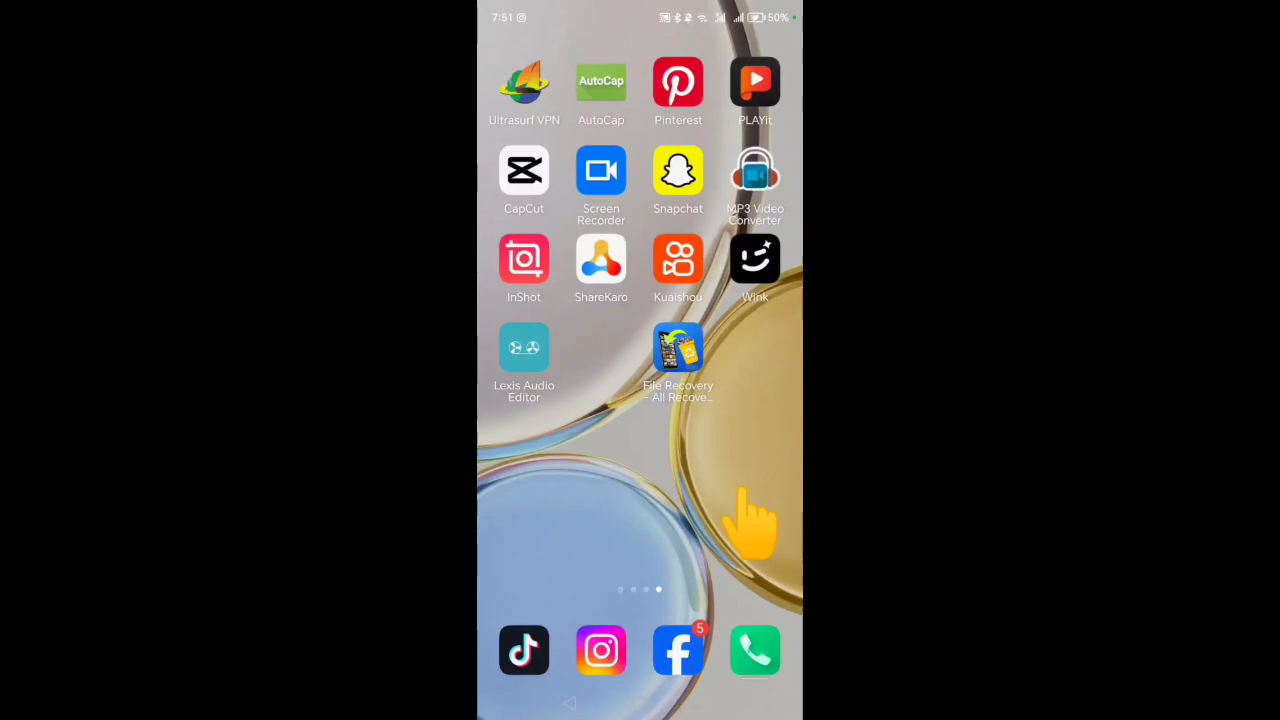 7:51
50%
AutoCap
Ultrasurf VPN
AutoCap
Pinterest
PLAYit
CapCut
Screen
Recorder
Snapchat
MP3 Video
Converter
InShot
ShareKaro
Kuaishou
Wink
Lexis Audio
Editor
File Recovery
- All Recove...
5